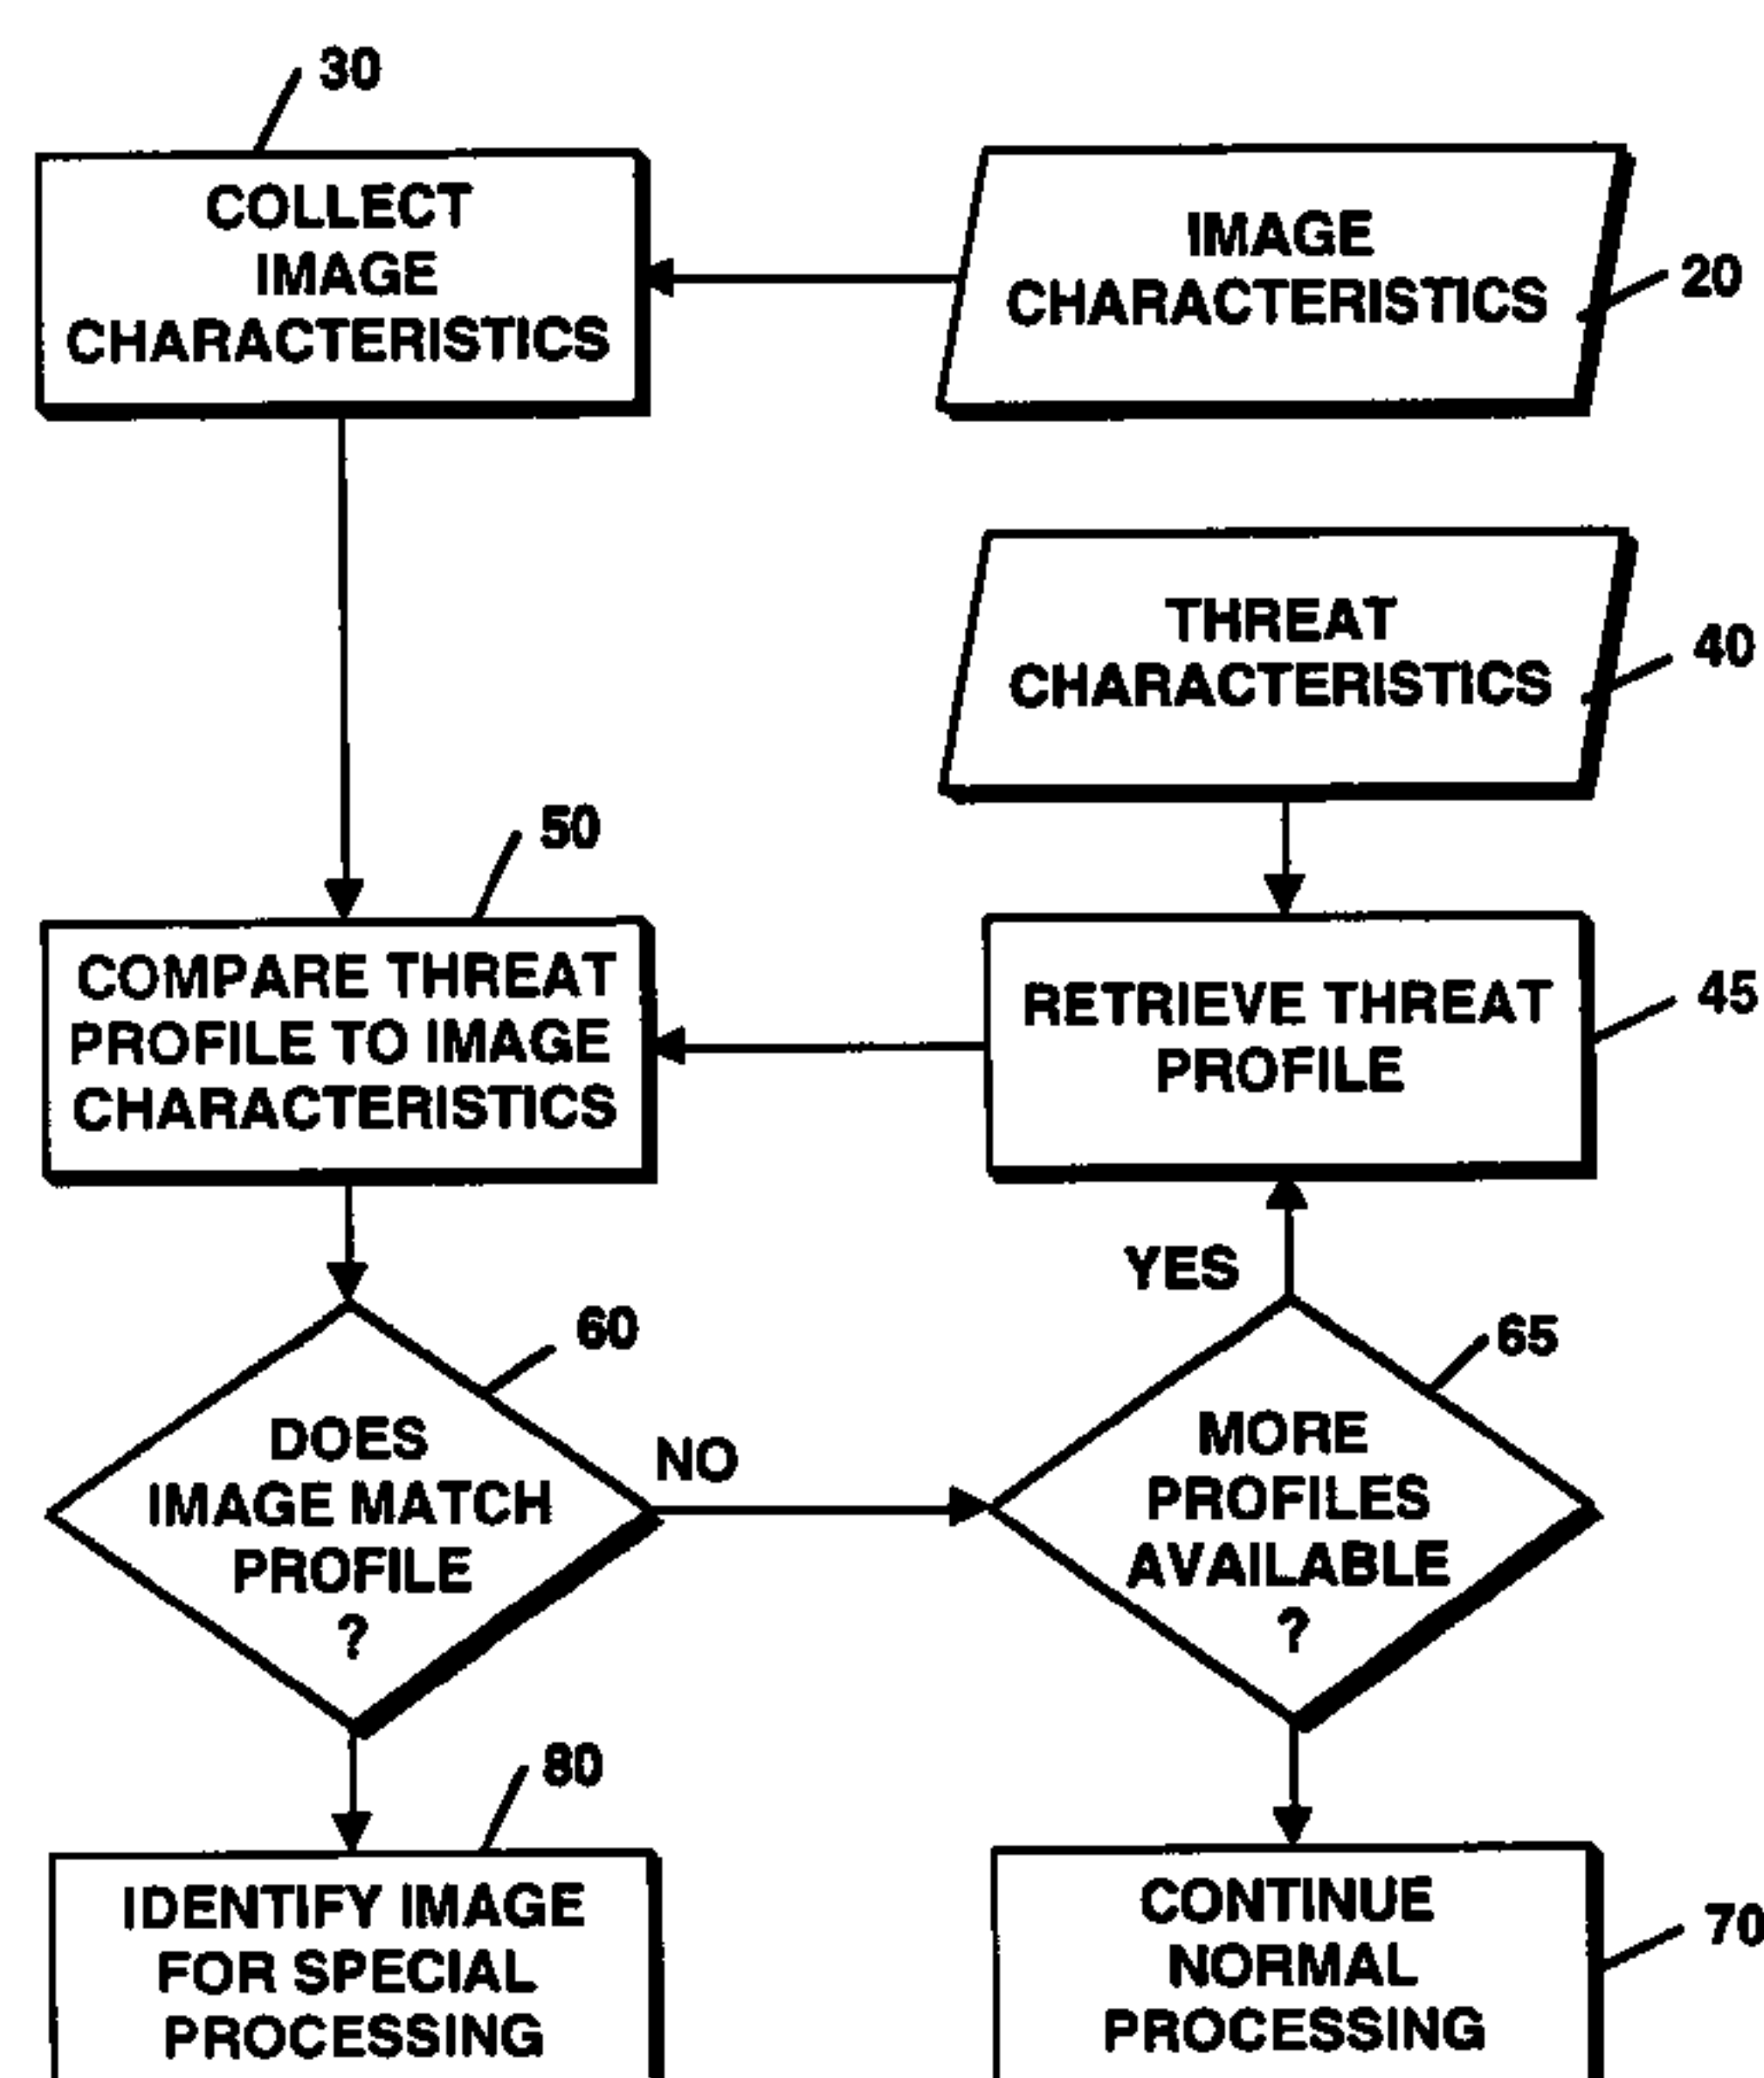 30
COLLECT
IMAGE
CHARACTERISTICS
IMAGE
CHARACTERISTICS
20
THREAT
CHARACTERISTICS
40
50
COMPARE THREAT
PROFILE TO IMAGE
CHARACTERISTICS
RETRIEVE THREAT
PROFILE
45
YES
60
65
DOES
IMAGE MATCH
PROFILE
?
NO
MORE
PROFILES
AVAILABLE
?
80
IDENTIFY IMAGE
FOR SPECIAL
PROCESSING
CONTINUE
NORMAL
PROCESSING
70